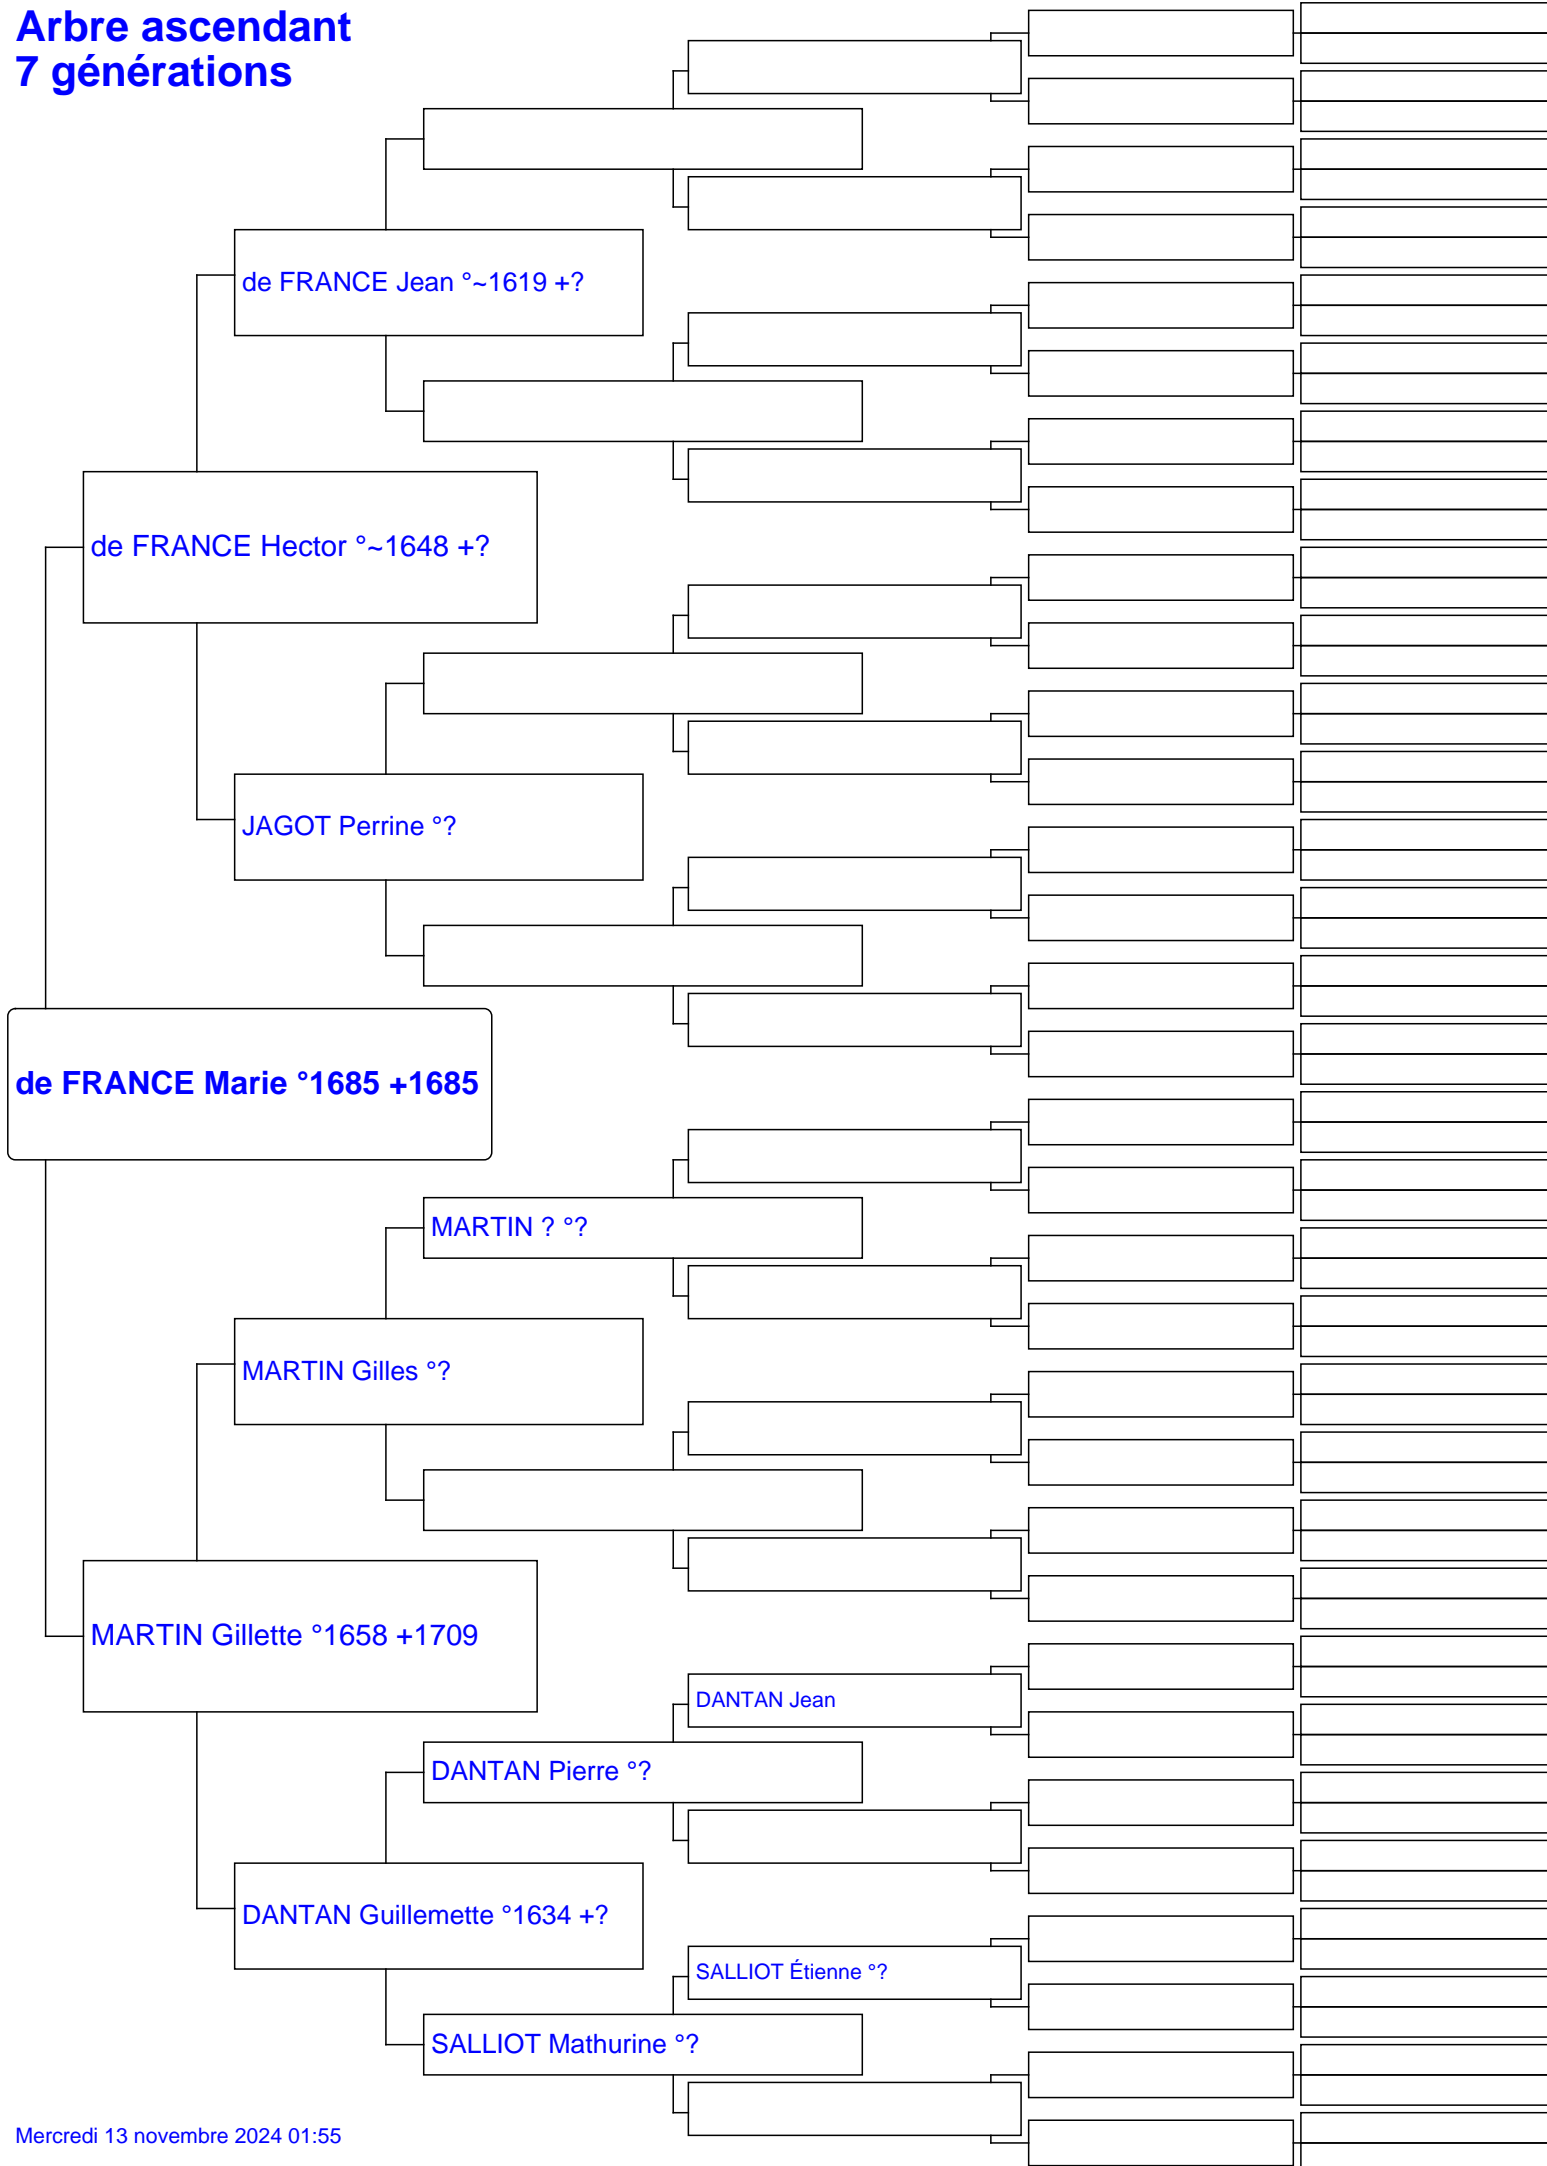 Arbre ascendant
7 générations
de FRANCE Jean °~1619 +?
de FRANCE Hector °~1648 +?
JAGOT Perrine °?
de FRANCE Marie °1685 +1685
MARTIN ? °?
MARTIN Gilles °?
MARTIN Gillette °1658 +1709
DANTAN Jean
DANTAN Pierre °?
DANTAN Guillemette °1634 +?
SALLIOT Étienne °?
SALLIOT Mathurine °?
Mercredi 13 novembre 2024 01:55